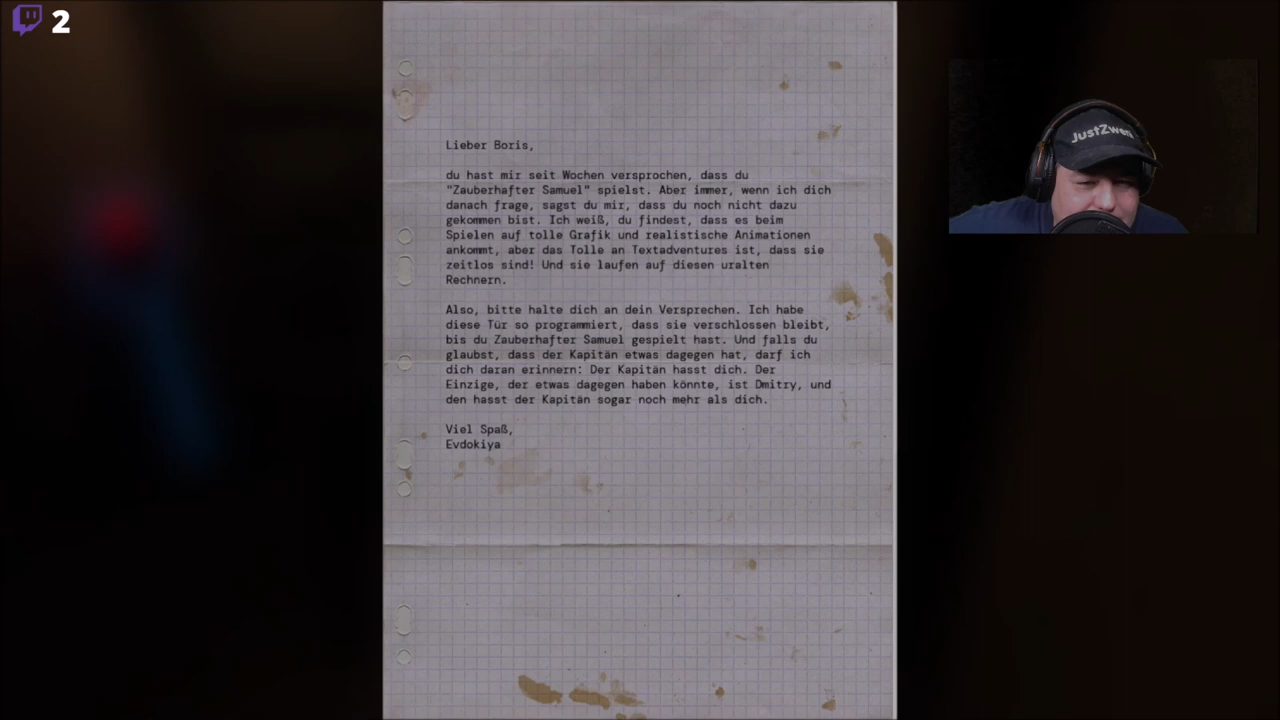 2
JustZwen
Lieber Boris,
du hast mir seit Wochen versprochen, dass du
"Zauberhafter Samuel" spielst. Aber immer, wenn ich dich
danach frage, sagst du mir, dass du noch nicht dazu
gekommen bist. Ich weiß, du findest, dass es beim
Spielen auf tolle Grafik und realistische Animationen
ankommt, aber das Tolle an Textadventures ist, dass sie
zeitlos sind! Und sie laufen auf diesen uralten
Rechnern.
Also, bitte halte dich an dein Versprechen. Ich habe
diese Tür so programmiert, dass sie verschlossen bleibt,
bis du Zauberhafter Samuel gespielt hast. Und falls du
glaubst, dass der Kapitän etwas dagegen hat, darf ich
dich daran erinnern: Der Kapitän hasst dich. Der
Einzige, der etwas dagegen haben könnte, ist Dmitry, und
den hasst der Kapitän sogar noch mehr als dich.
Viel Spaß,
Evdokiya